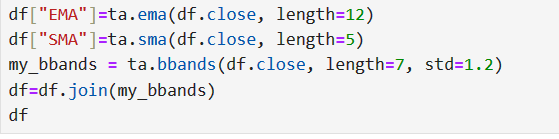 df["EMA"]=ta.ema(df.close, length=12)
df["SMA"]=ta.sma(df.close, length=5)
my_bbands = ta.bbands(df.close, length=7, std=1.2)
df=df.join(my_bbands)
df